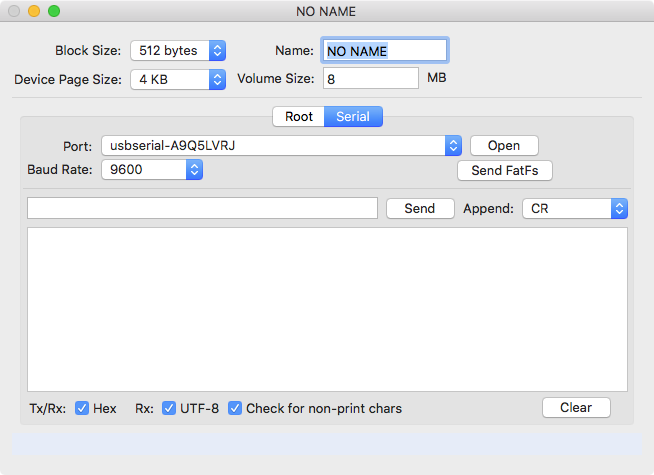 NO NAME
Block Size: 512 bytes Name: NO NAME
Device Page Size: 4 KB Volume Size: 8 MB
Root Serial
Port: usbserial-A9Q5LVRJ Open
Baud Rate: 9600 Send FatFs
Send Append: CR
Tx/Rx: Hex Rx: UTF-8 Check for non-print chars Clear